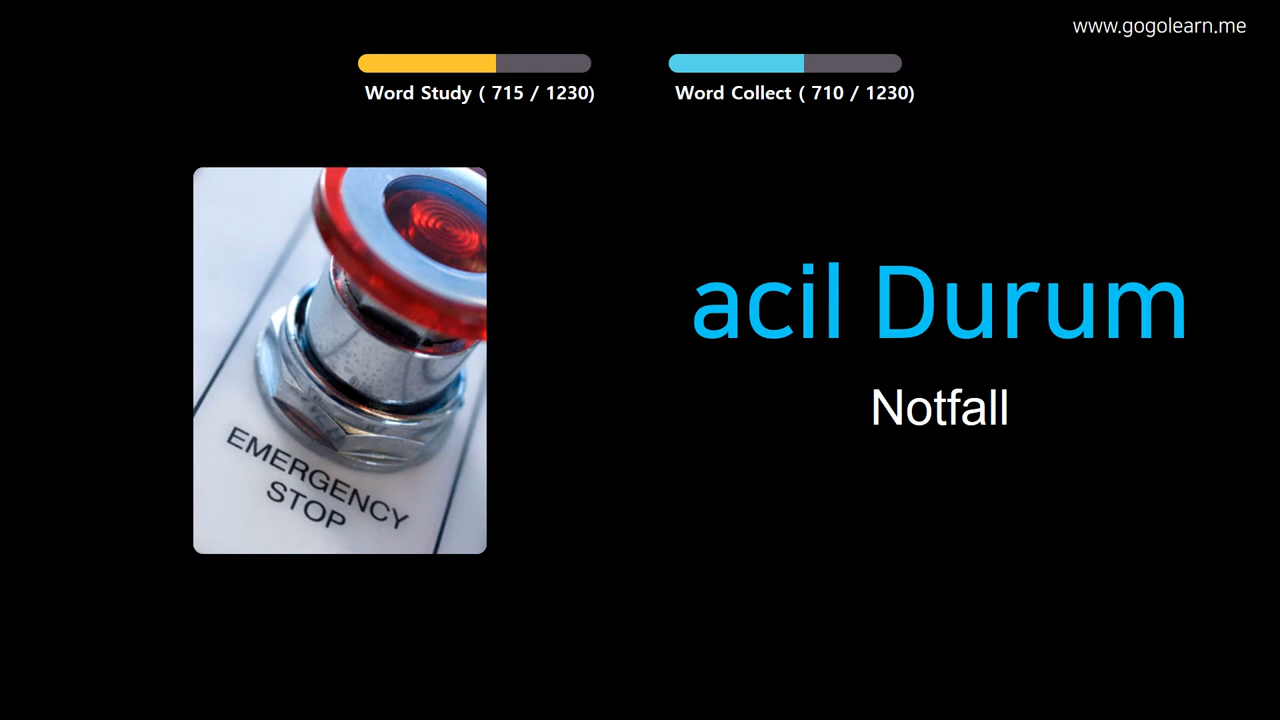 www.gogolearn.me
Word Study ( 715 / 1230)
Word Collect ( 710 / 1230)
acil Durum
Notfall
EMERGENCY
STOP